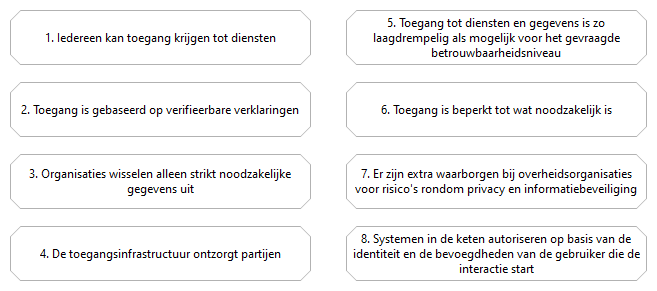 1. Iedereen kan toegang krijgen tot diensten
2. Toegang is gebaseerd op verifieerbare verklaringen
3. Organisaties wisselen alleen strikt noodzakelijke
gegevens uit
4. De toegangsinfrastructuur ontzorgt partijen
5. Toegang tot diensten en gegevens is zo
laagdrempelig als mogelijk voor het gevraagde
betrouwbaarheidsniveau
6. Toegang is beperkt tot wat noodzakelijk is
7. Er zijn extra waarborgen bij overheidsorganisaties
voor risico's rondom privacy en informatiebeveiliging
8. Systemen in de keten autoriseren op basis van de
identiteit en de bevoegdheden van de gebruiker die de
interactie start